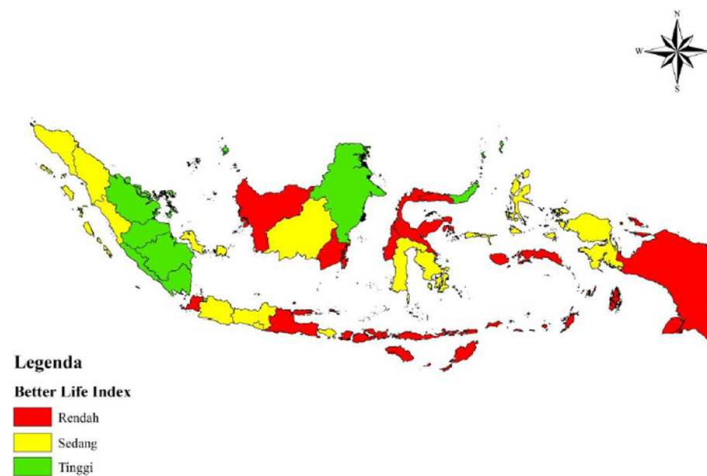 N
W
S
Legenda
Better Life Index
Rendah
Sedang
Tinggi